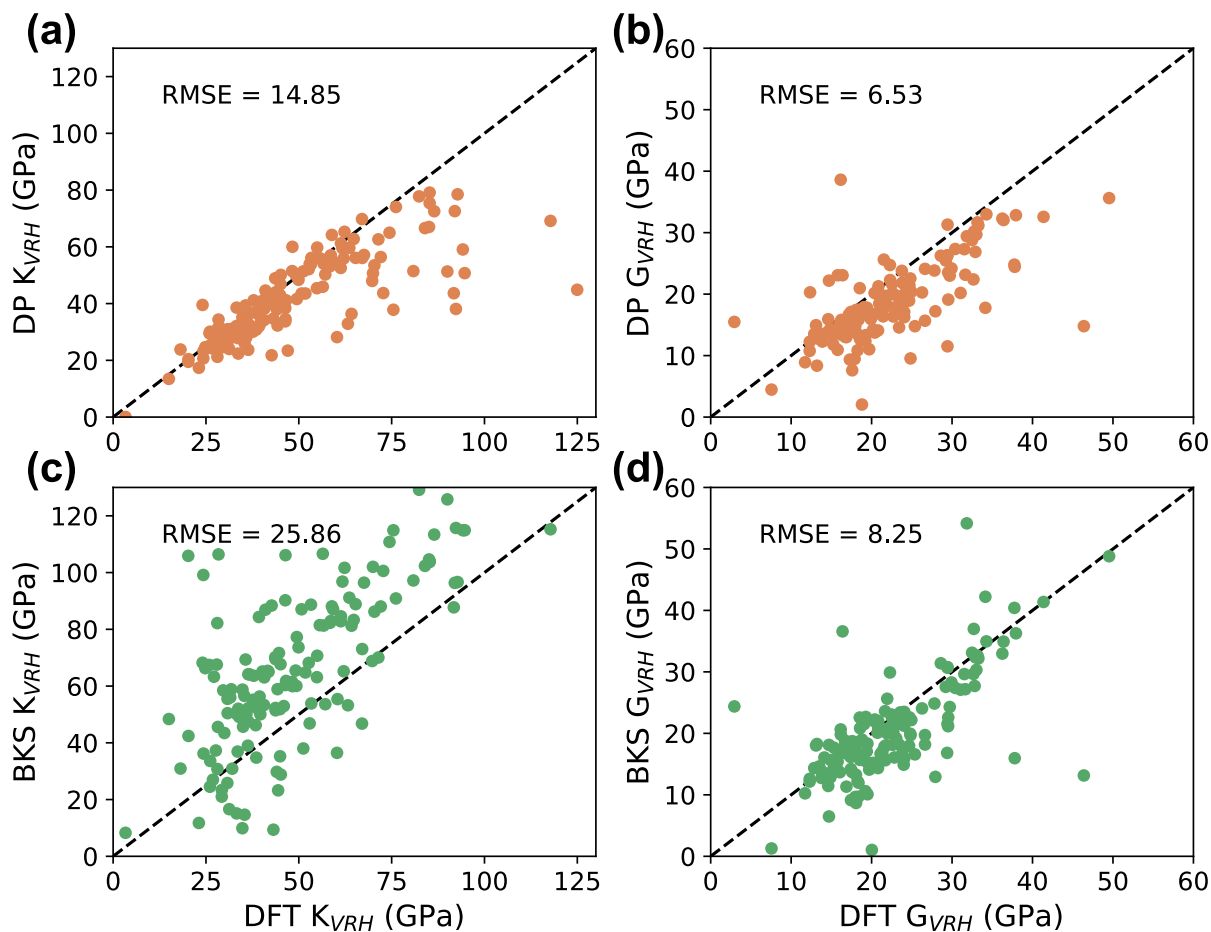 (a)
RMSE = 14.85
DP K_VRH (GPa)
120
100
80
60
40
20
0
0 25 50 75 100 125
(b)
RMSE = 6.53
DP G_VRH (GPa)
60
50
40
30
20
10
0
0 10 20 30 40 50 60
(c)
RMSE = 25.86
BKS K_VRH (GPa)
120
100
80
60
40
20
0
0 25 50 75 100 125
DFT K_VRH (GPa)
(d)
RMSE = 8.25
BKS G_VRH (GPa)
60
50
40
30
20
10
0
0 10 20 30 40 50 60
DFT G_VRH (GPa)